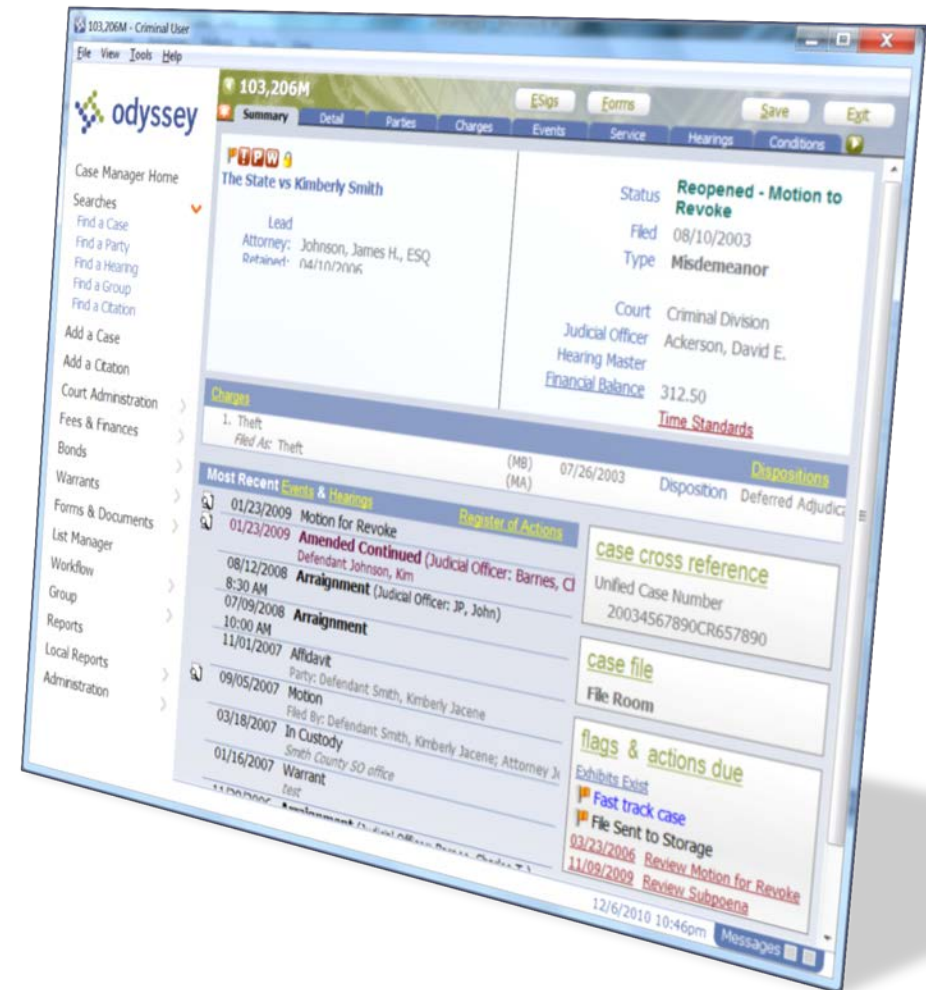 103,206M - Criminal User
File View Tools Help
odyssey
Case Manager Home
Searches
Find a Case
Find a Party
Find a Hearing
Find a Group
Find a Citation
Add a Case
Add a Citation
Court Administration
Fees & Finances
Bonds
Warrants
Forms & Documents
List Manager
Workflow
Group
Reports
Local Reports
Administration
103,206M
ESigs Forms Save Exit
Summary Detail Parties Charges Events Service Hearings Conditions
T P W
The State vs Kimberly Smith
Lead
Attorney: Johnson, James H., ESQ
Retained: 04/10/2006
Status Reopened - Motion to
Revoke
Filed 08/10/2003
Type Misdemeanor
Court Criminal Division
Judicial Officer Ackerson, David E.
Hearing Master
Financial Balance 312.50
Time Standards
Charges Dispositions
1. Theft (MB) 07/26/2003 Disposition Deferred Adjudica
Filed As: Theft (MA)
Most Recent Events & Hearings Register of Actions
01/23/2009 Motion for Revoke
01/23/2009 Amended Continued (Judicial Officer: Barnes, Cl
Defendant Johnson, Kim
08/12/2008 Arraignment (Judicial Officer: JP, John)
8:30 AM
07/09/2008 Arraignment
10:00 AM
11/01/2007 Affidavit
Party: Defendant Smith, Kimberly Jacene
09/05/2007 Motion
Filed By: Defendant Smith, Kimberly Jacene; Attorney Jo
03/18/2007 In Custody
Smith County SO office
01/16/2007 Warrant
test
Arraignment
case cross reference
Unified Case Number
20034567890CR657890
case file
File Room
flags & actions due
Exhibits Exist
Fast track case
File Sent to Storage
03/23/2006 Review Motion for Revoke
11/09/2009 Review Subpoena
12/6/2010 10:46pm Messages